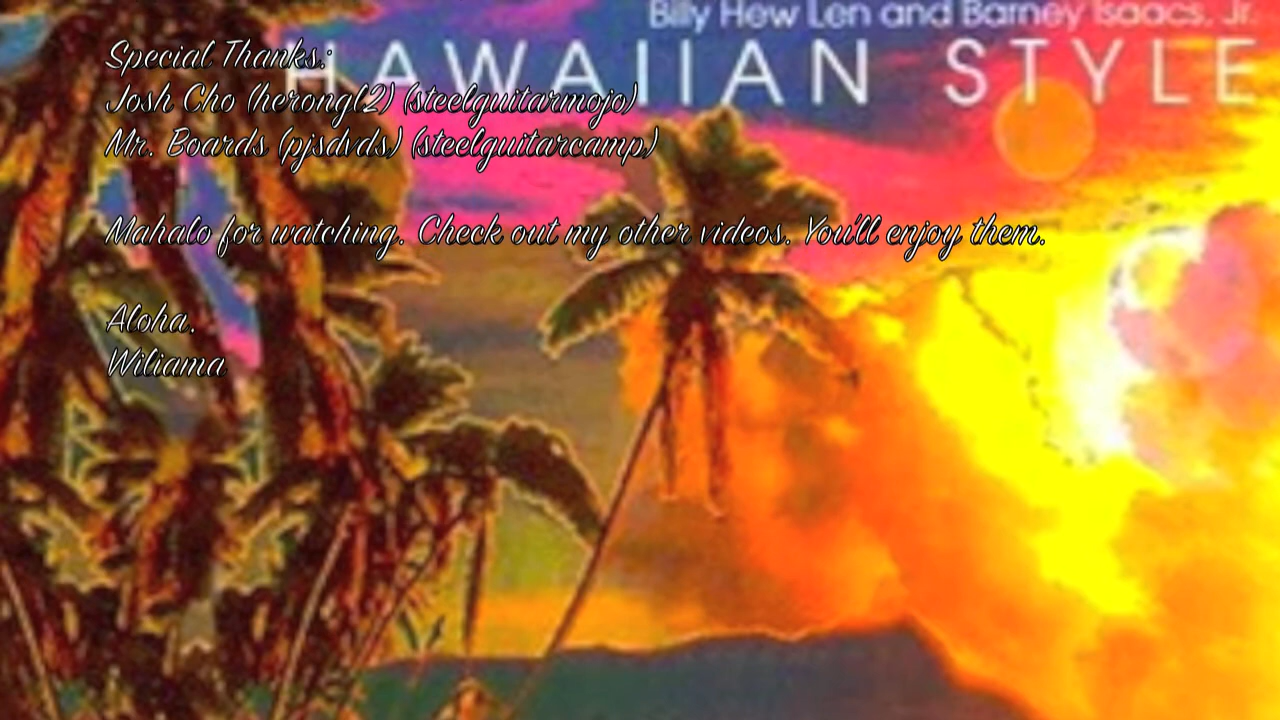 Billy Hew Len and Barney Isaacs, Jr.
HAWAIIAN STYLE
Special Thanks:
Josh Cho (herongl2) (steelguitarmojo)
Mr. Boards (pjsdvds) (steelguitarcamp)
Mahalo for watching. Check out my other videos. You'll enjoy them.
Aloha.
Wiliama